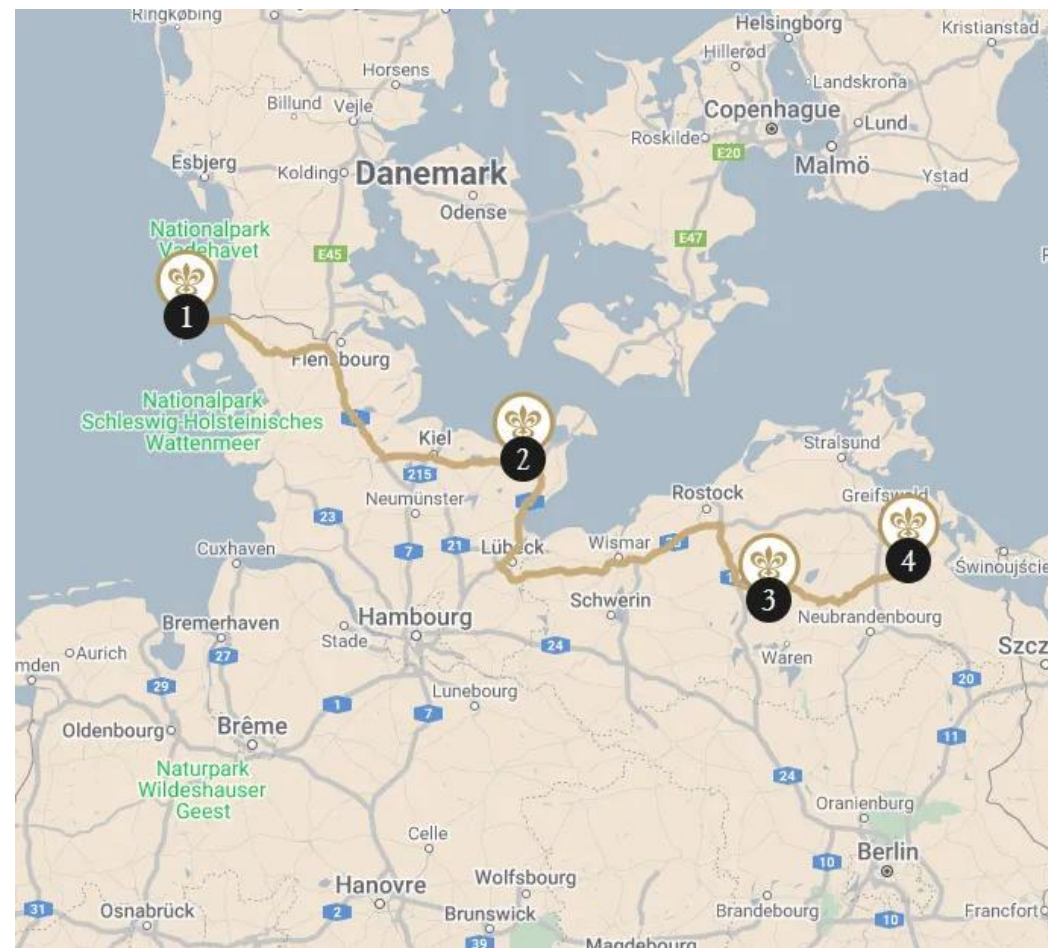 Ringkøbing
Helsingborg
Kristianstad
Hillerød
Horsens
Landskrona
Billund
Vejle
Copenhague
Lund
Roskilde
E20
Esbjerg
Kolding
Danemark
Malmö
Ystad
Odense
Nationalpark
Vadehavet
E45
E47
1
Flensbourg
Nationalpark
Schleswig-Holsteinisches
Wattenmeer
Kiel
2
215
Stralsund
Neumünster
Rostock
Greifswald
23
7
21
Lübeck
Wismar
4
Cuxhaven
Świnoujście
3
Schwerin
Hambourg
Neubrandenbourg
Bremerhaven
Stade
24
Waren
Szcz
Aurich
mden
27
29
20
Lunebourg
1
7
Oldenbourg
Brême
11
Naturpark
Wildeshauser
Geest
24
Oranienburg
Celle
Berlin
10
Hanovre
Wolfsbourg
31
Osnabrück
2
Brunswick
Brandebourg
10
Francfort
39
Magdebourg